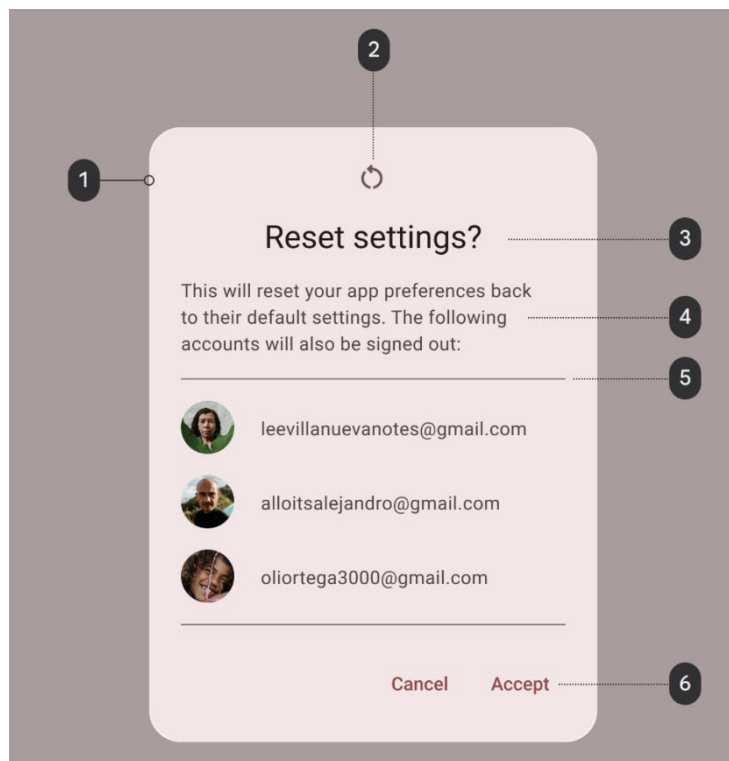 2
1
Reset settings?
3
This will reset your app preferences back
to their default settings. The following
4
accounts will also be signed out:
5
leevillanuevanotes@gmail.com
alloitsalejandro@gmail.com
oliortega3000@gmail.com
Cancel Accept
6